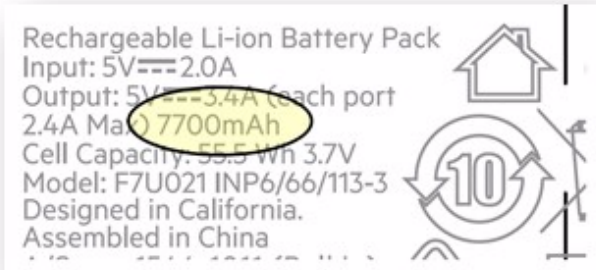 Rechargeable Li-ion Battery Pack
Input: 5V⎓2.0A
Output: 5V⎓3.4A (each port
2.4A Max) 7700mAh
Cell Capacity: 55.5 Wh 3.7V
Model: F7U021 INP6/66/113-3
Designed in California.
Assembled in China
10